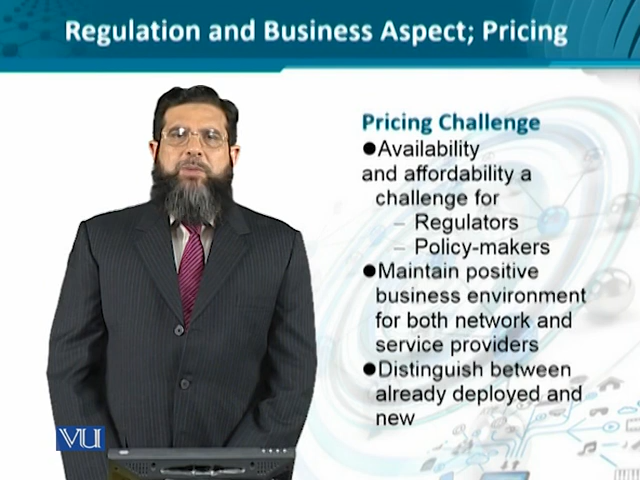 Regulation and Business Aspect; Pricing
Pricing Challenge
●Availability
and affordability a
challenge for
– Regulators
– Policy-makers
●Maintain positive
business environment
for both network and
service providers
●Distinguish between
already deployed and
new
VU